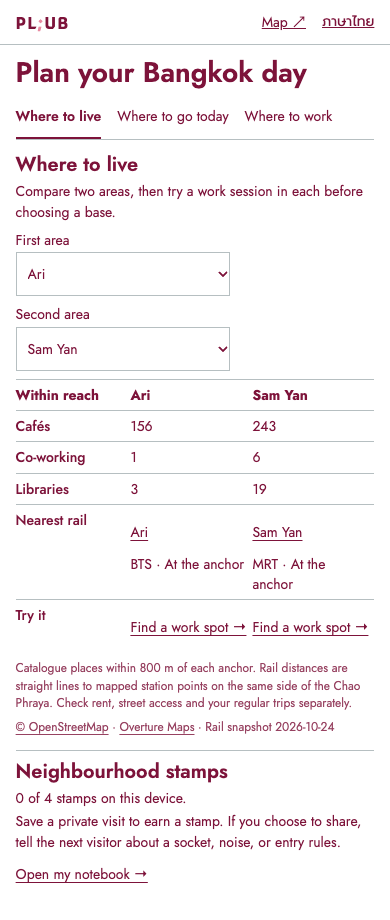 PL;UB
Map ↗ ภาษาไทย
Plan your Bangkok day
Where to live Where to go today Where to work
Where to live
Compare two areas, then try a work session in each before
choosing a base.
First area
Ari
Second area
Sam Yan
Within reach Ari Sam Yan
Cafés 156 243
Co-working 1 6
Libraries 3 19
Nearest rail Ari Sam Yan
BTS · At the anchor MRT · At the
anchor
Try it Find a work spot → Find a work spot →
Catalogue places within 800 m of each anchor. Rail distances are
straight lines to mapped station points on the same side of the Chao
Phraya. Check rent, street access and your regular trips separately.
© OpenStreetMap · Overture Maps · Rail snapshot 2026-10-24
Neighbourhood stamps
0 of 4 stamps on this device.
Save a private visit to earn a stamp. If you choose to share,
tell the next visitor about a socket, noise, or entry rules.
Open my notebook →